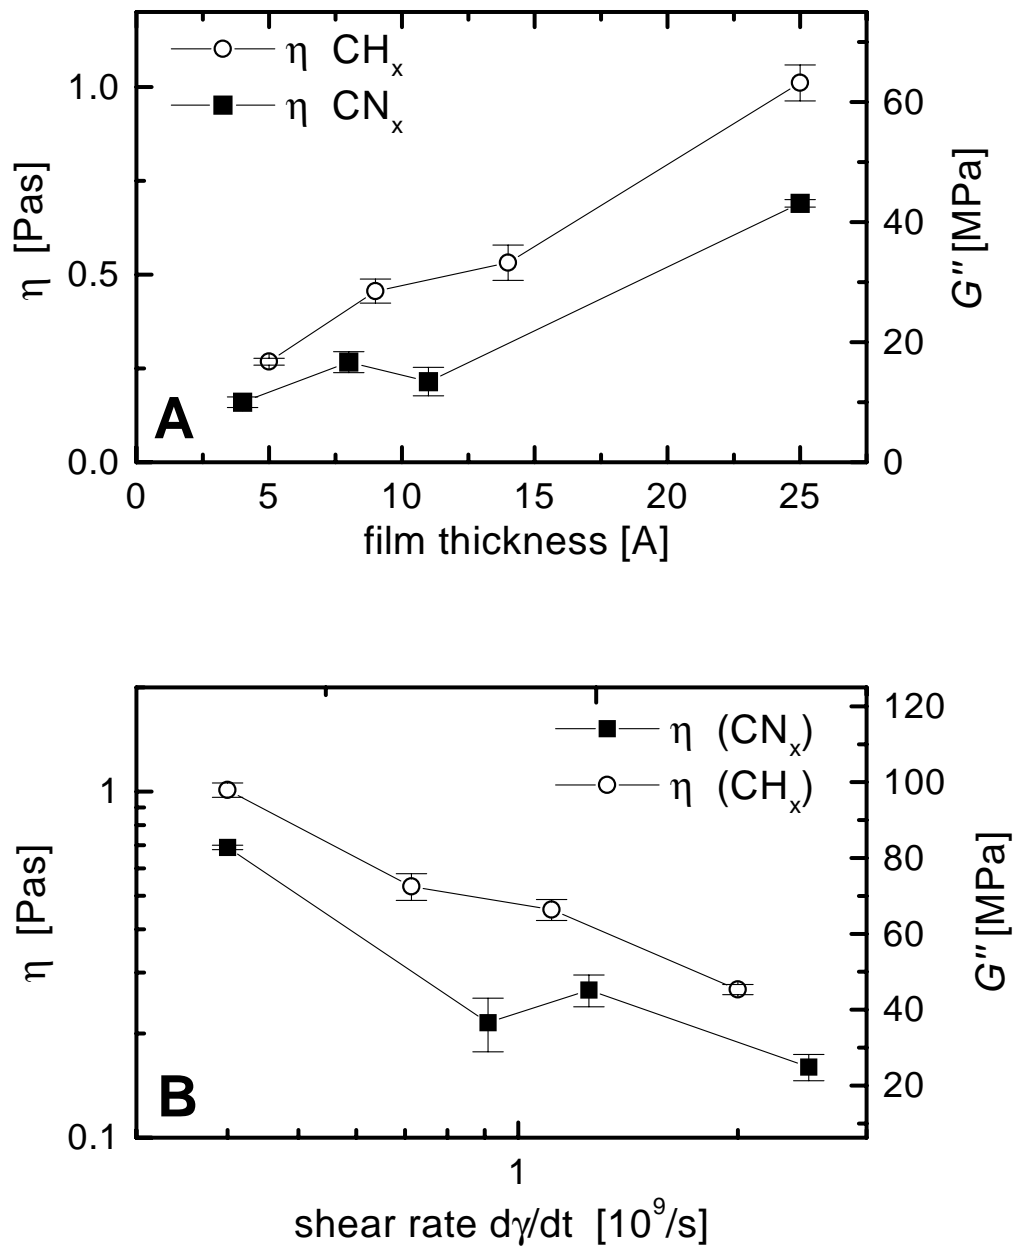 η CHₓ
η CNₓ
1.0
0.5
0.0
η [Pas]
60
40
20
0
G'' [MPa]
A
0 5 10 15 20 25
film thickness [A]
η (CNₓ)
η (CHₓ)
1
0.1
η [Pas]
120
100
80
60
40
20
G'' [MPa]
B
1
shear rate dγ/dt [10⁹/s]